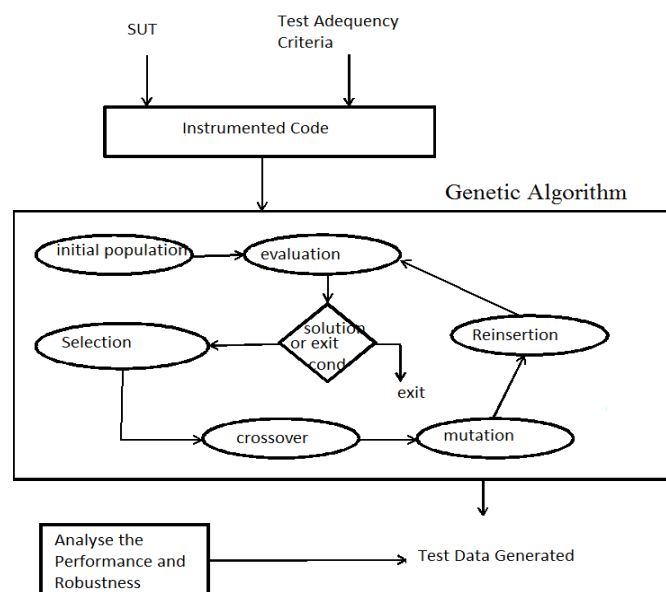 SUT
Test Adequency
Criteria
Instrumented Code
Genetic Algorithm
initial population
evaluation
solution
or exit
cond
Selection
Reinsertion
exit
crossover
mutation
Analyse the
Performance and
Robustness
Test Data Generated